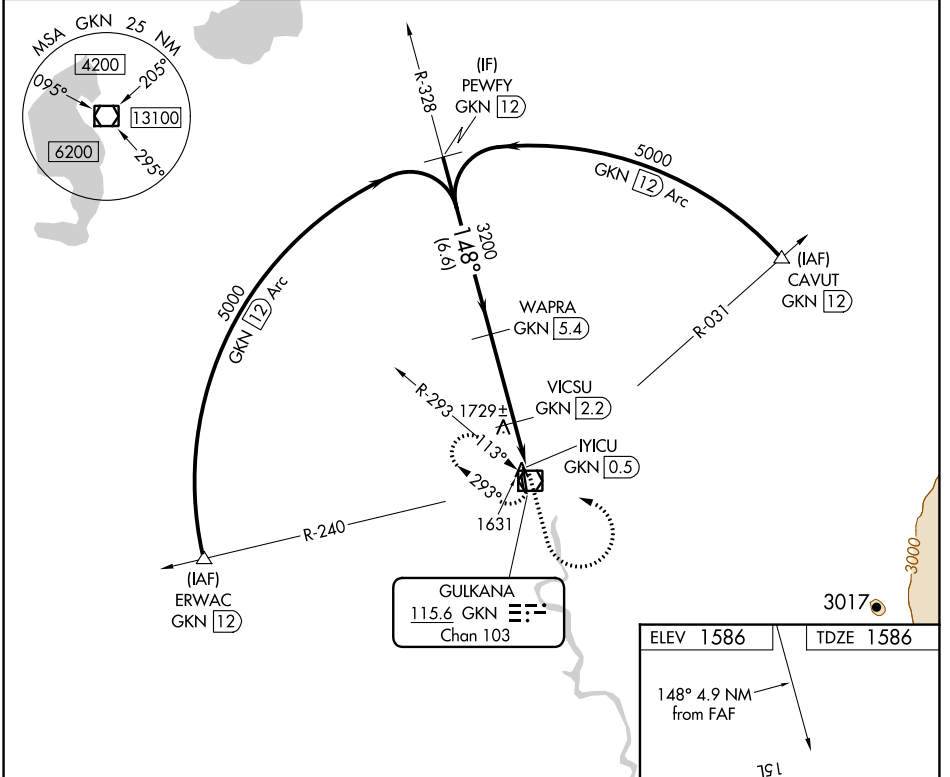 MSA GKN 25 NM
4200
095°
205°
13100
6200
295°
R-328
(IF)
PEWFY
GKN 12
5000
GKN 12 Arc
5000
GKN 12 Arc
3200
148°
(6.6)
(IAF)
CAVUT
GKN 12
R-031
WAPRA
GKN 5.4
VICSU
GKN 2.2
R-293
1729±
113°
IYICU
GKN 0.5
293°
1631
R-240
(IAF)
ERWAC
GKN 12
GULKANA
115.6 GKN
Chan 103
3000
3017
ELEV 1586
TDZE 1586
148° 4.9 NM
from FAF
15L